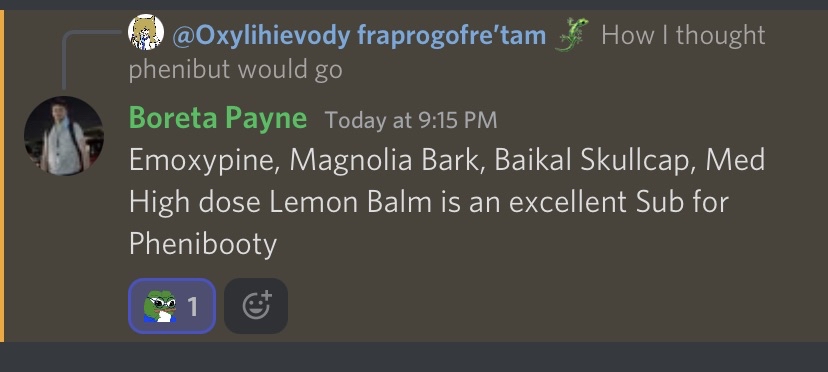 @Oxylihievody fraprogofre'tam 🦎 How I thought
phenibut would go
Boreta Payne Today at 9:15 PM
Emoxypine, Magnolia Bark, Baikal Skullcap, Med
High dose Lemon Balm is an excellent Sub for
Phenibooty
1